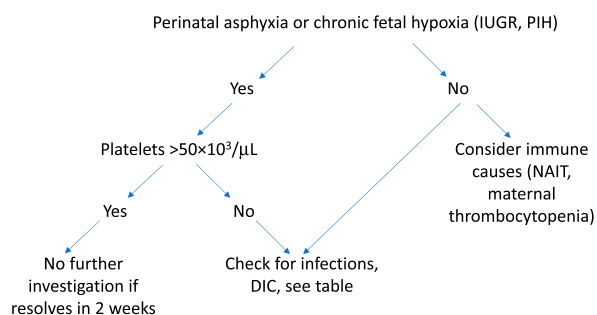 Perinatal asphyxia or chronic fetal hypoxia (IUGR, PIH)
Yes
No
Platelets >50×10³/μL
Consider immune
causes (NAIT,
maternal
thrombocytopenia)
Yes
No
No further
investigation if
resolves in 2 weeks
Check for infections,
DIC, see table